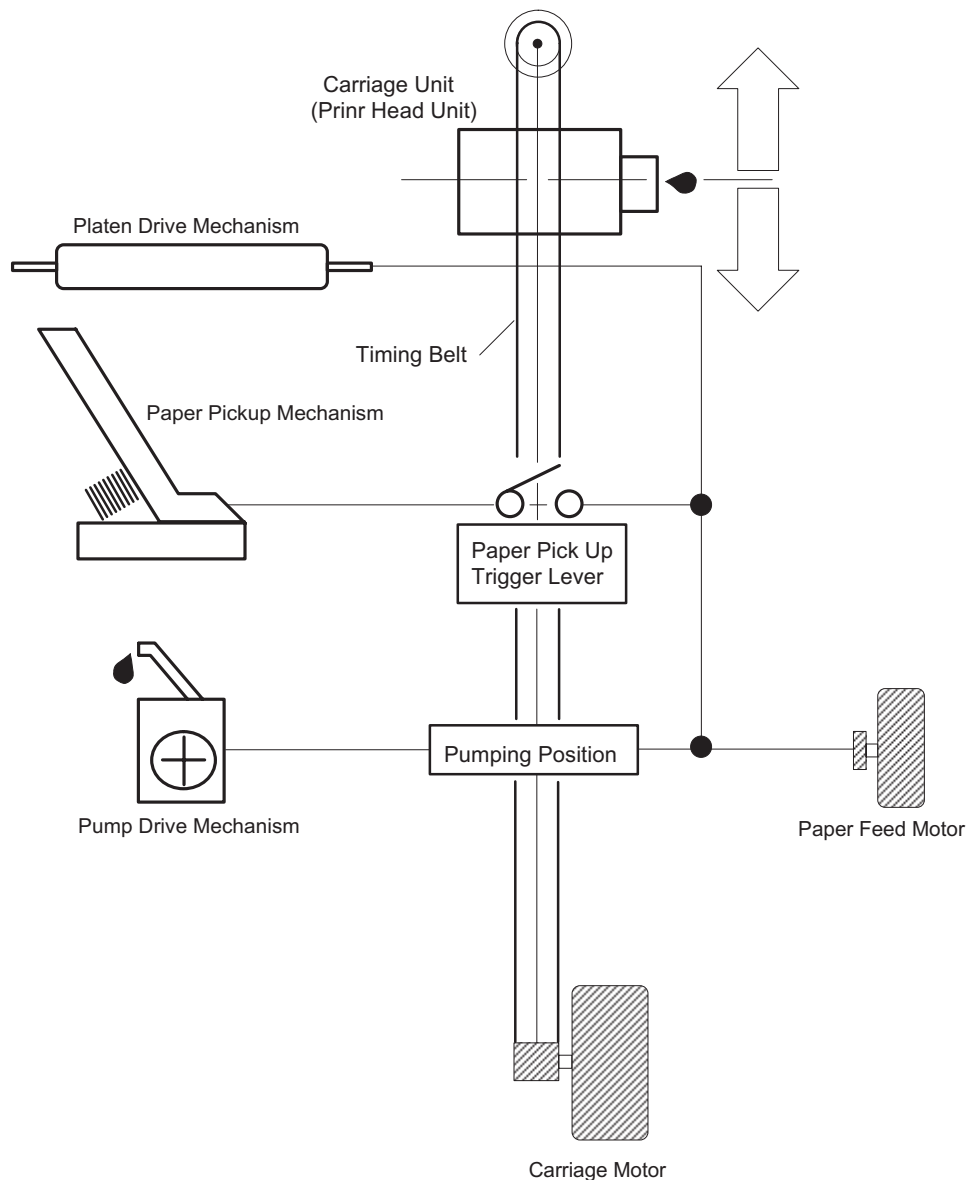 Carriage Unit
(Prinr Head Unit)
Platen Drive Mechanism
Timing Belt
Paper Pickup Mechanism
Paper Pick Up
Trigger Lever
Pumping Position
Pump Drive Mechanism
Paper Feed Motor
Carriage Motor